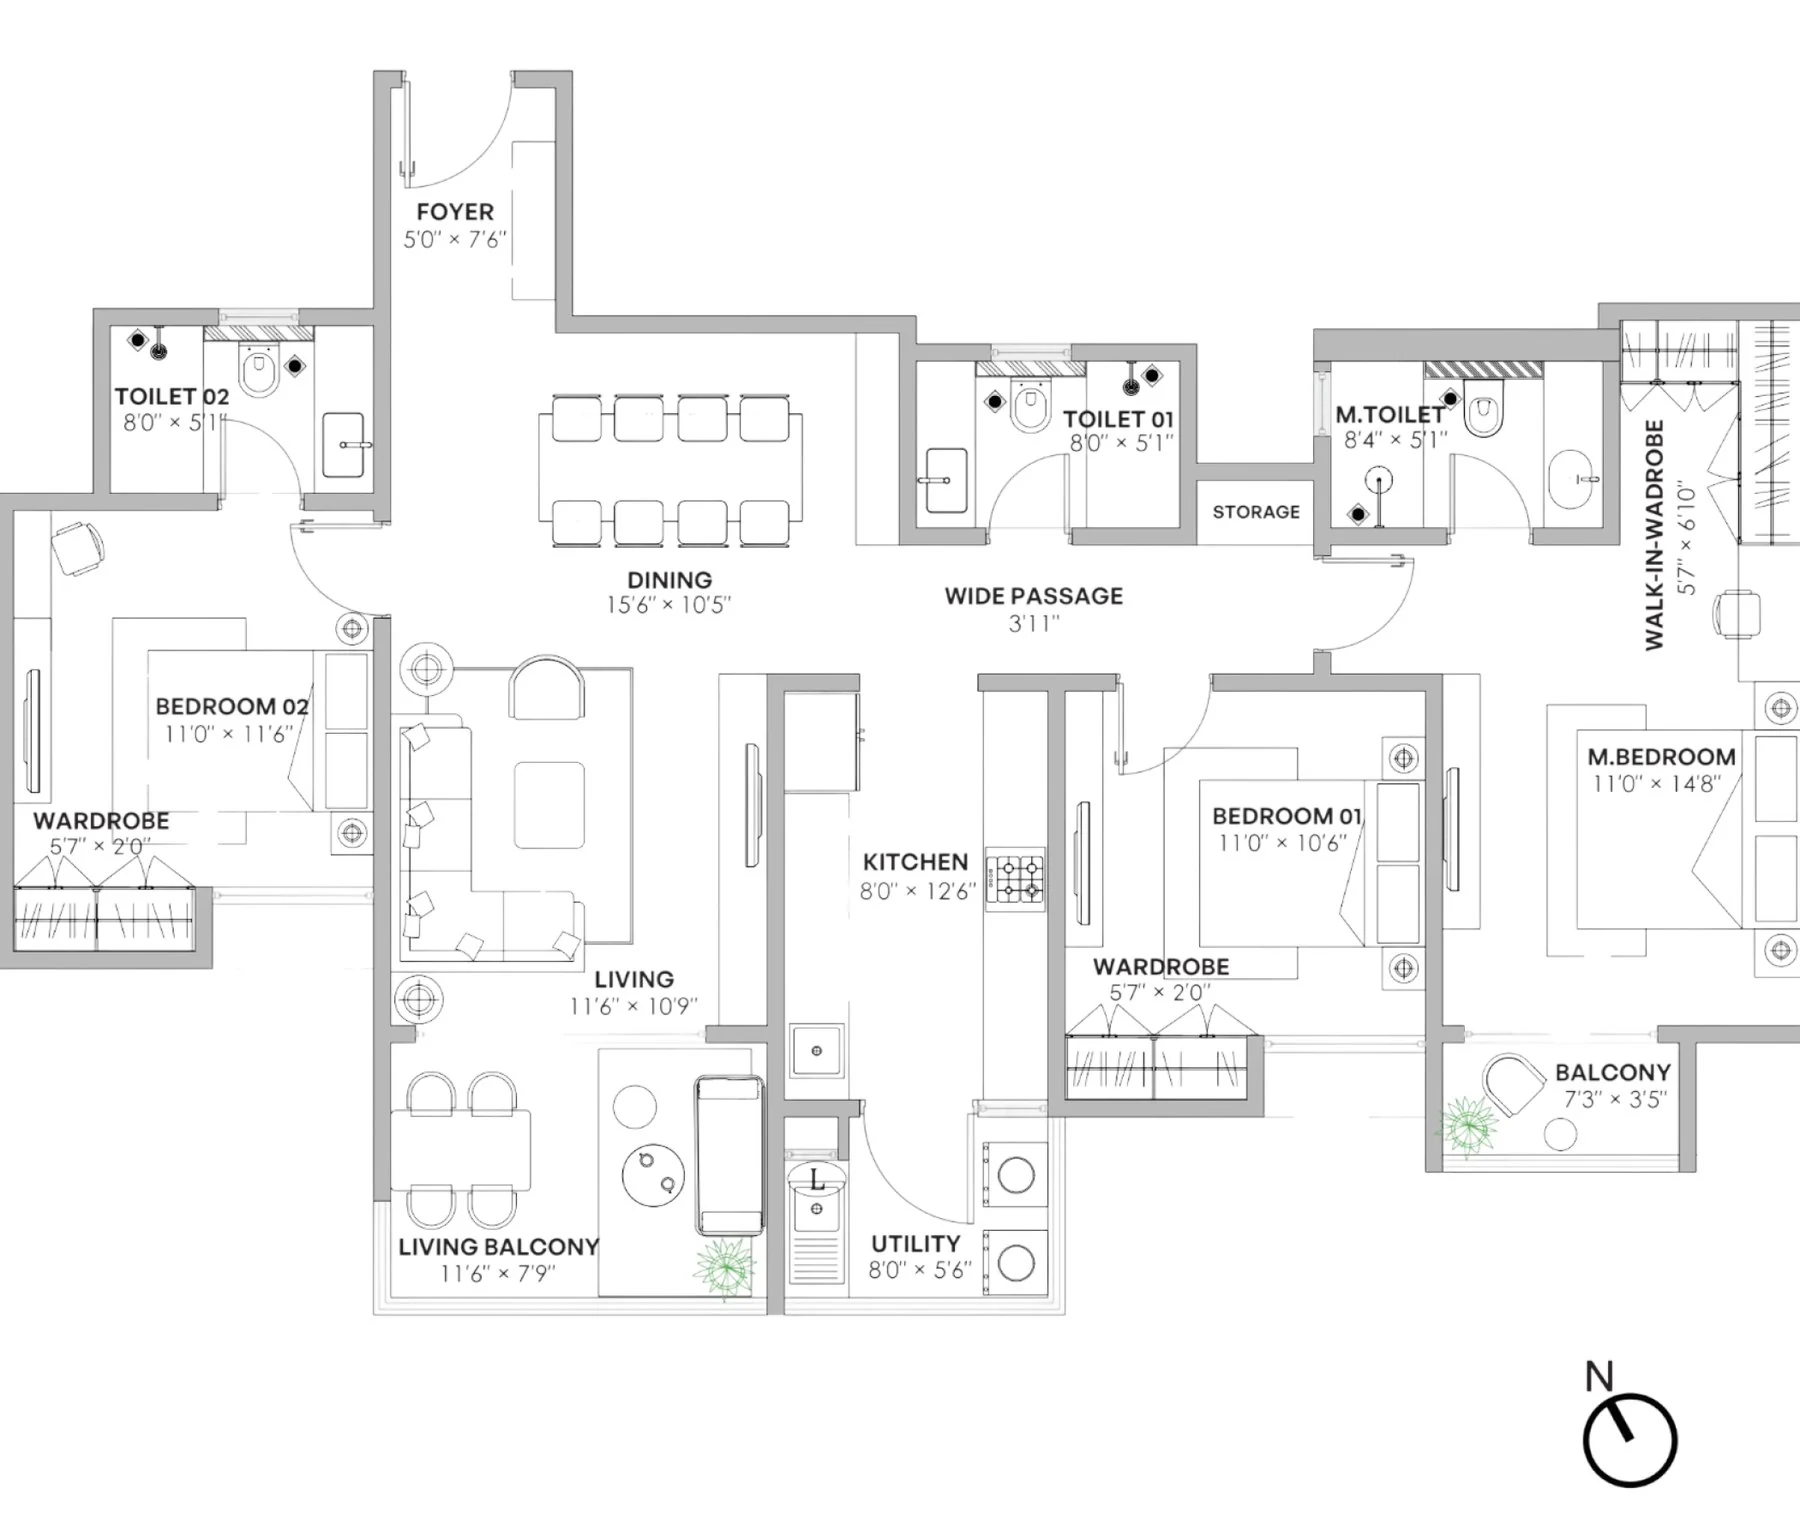 FOYER
5'0" × 7'6"
TOILET 02
8'0" × 5'1"
TOILET 01
8'0" × 5'1"
M.TOILET
8'4" × 5'1"
WALK-IN-WADROBE
5'7" × 6'10"
STORAGE
DINING
15'6" × 10'5"
WIDE PASSAGE
3'11"
BEDROOM 02
11'0" × 11'6"
WARDROBE
5'7" × 2'0"
M.BEDROOM
11'0" × 14'8"
BEDROOM 01
11'0" × 10'6"
KITCHEN
8'0" × 12'6"
WARDROBE
5'7" × 2'0"
LIVING
11'6" × 10'9"
BALCONY
7'3" × 3'5"
L
LIVING BALCONY
11'6" × 7'9"
UTILITY
8'0" × 5'6"
N